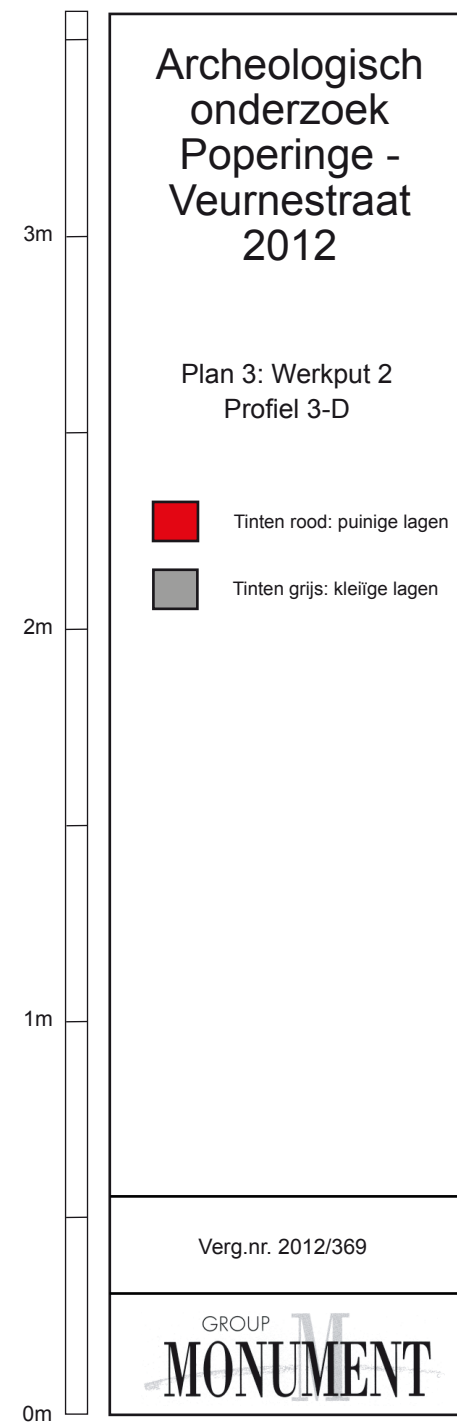 Archeologisch
onderzoek
Poperinge -
Veurnestraat
2012
Plan 3: Werkput 2
Profiel 3-D
Tinten rood: puinige lagen
Tinten grijs: kleiïge lagen
3m
2m
1m
0m
Verg.nr. 2012/369
GROUP
M
MONUMENT